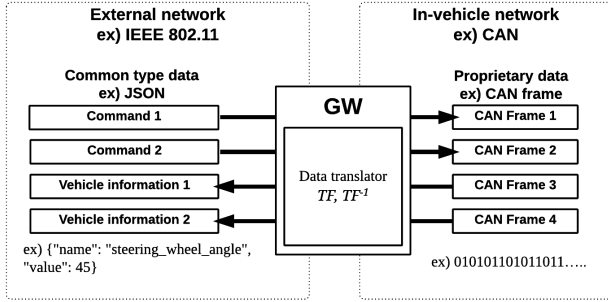 External network
ex) IEEE 802.11
In-vehicle network
ex) CAN
Common type data
ex) JSON
Proprietary data
ex) CAN frame
GW
Command 1
CAN Frame 1
Command 2
CAN Frame 2
Data translator
TF, TF-1
Vehicle information 1
CAN Frame 3
Vehicle information 2
CAN Frame 4
ex) {"name": "steering_wheel_angle",
"value": 45}
ex) 010101101011011…..